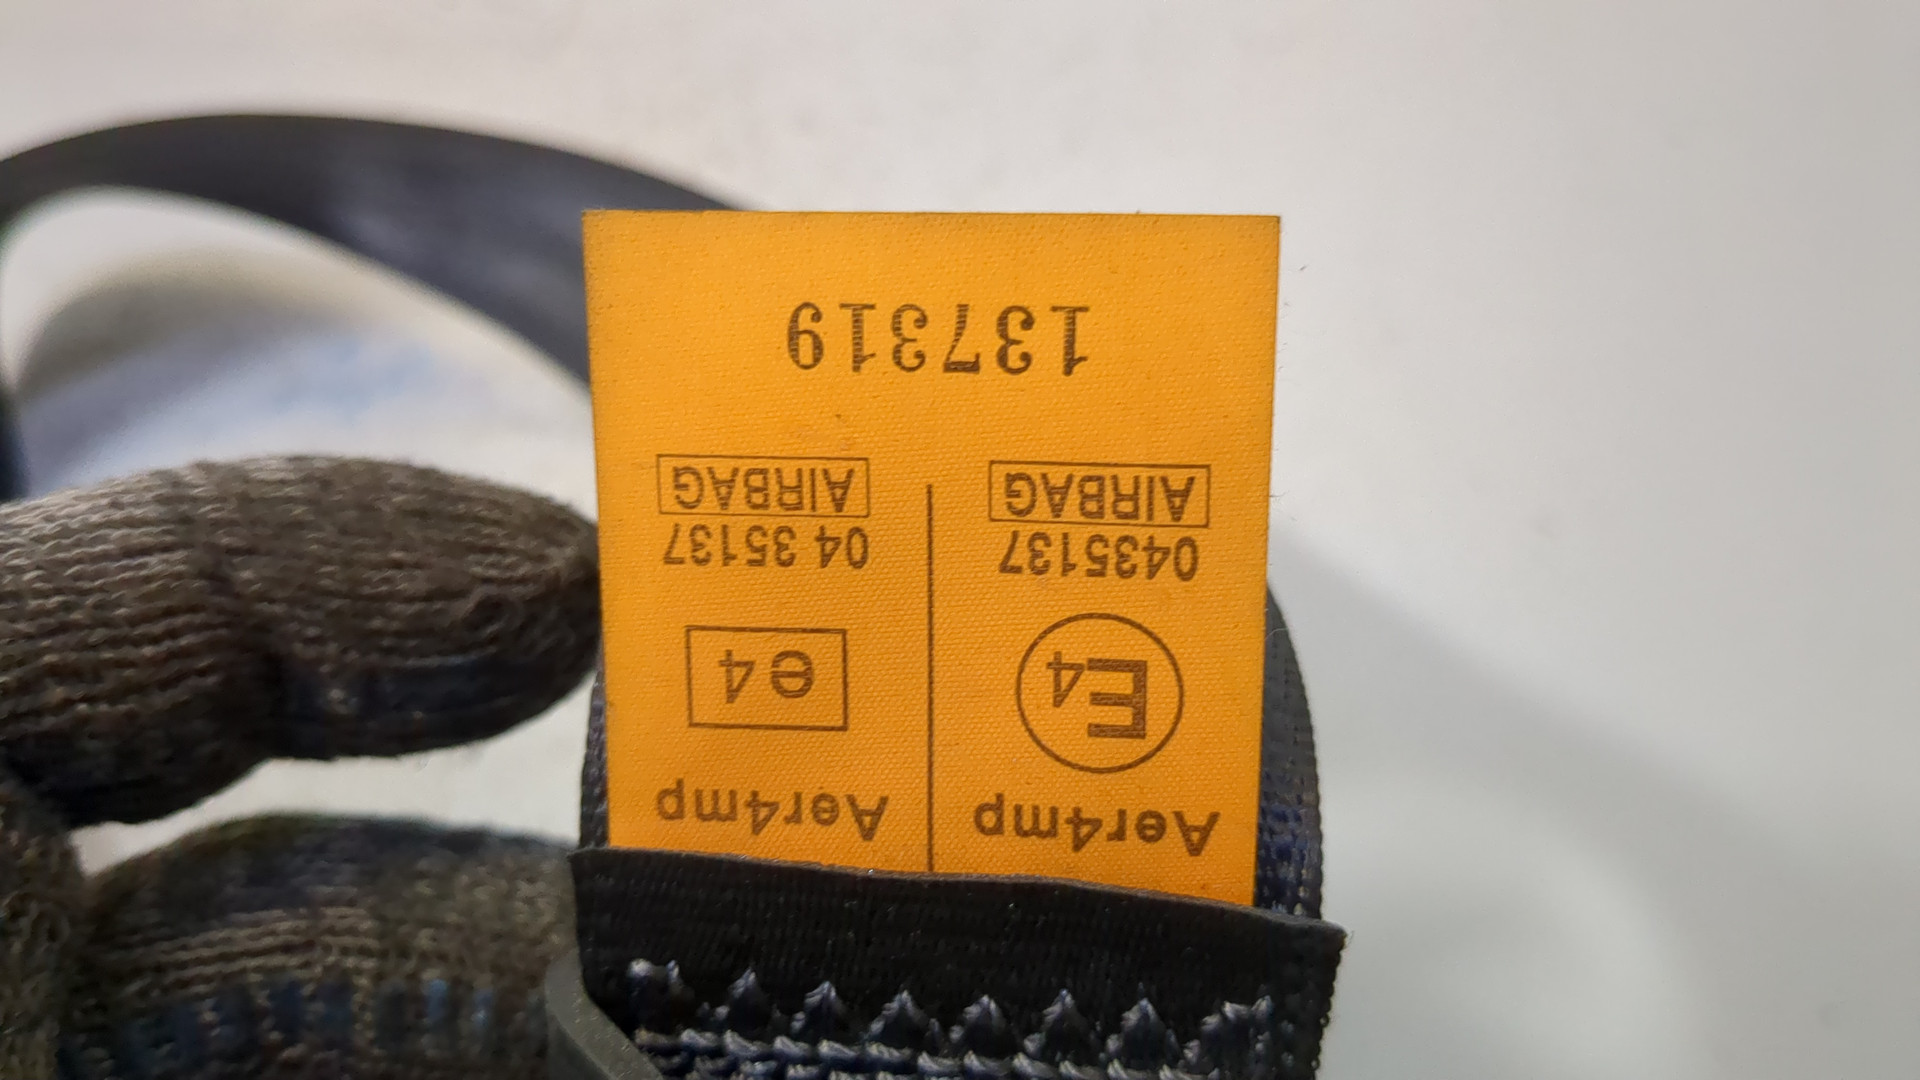 Aer4mp
E4
0435137
AIRBAG
Aer4mp
e4
04 35137
AIRBAG
137319